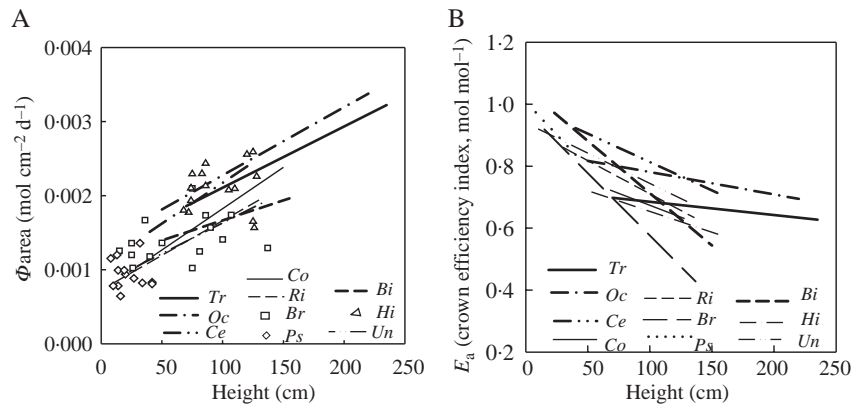 A
Φarea (mol cm⁻² d⁻¹)
0·004
0·003
0·002
0·001
0·000
0
50
100
150
200
250
Height (cm)
Tr
Oc
Ce
Co
Ri
Br
Ps
Bi
Hi
Un
B
Ea (crown efficiency index, mol mol⁻¹)
1·2
1·0
0·8
0·6
0·4
0·2
0
50
100
150
200
250
Height (cm)
Tr
Oc
Ce
Co
Ri
Br
Ps
Bi
Hi
Un